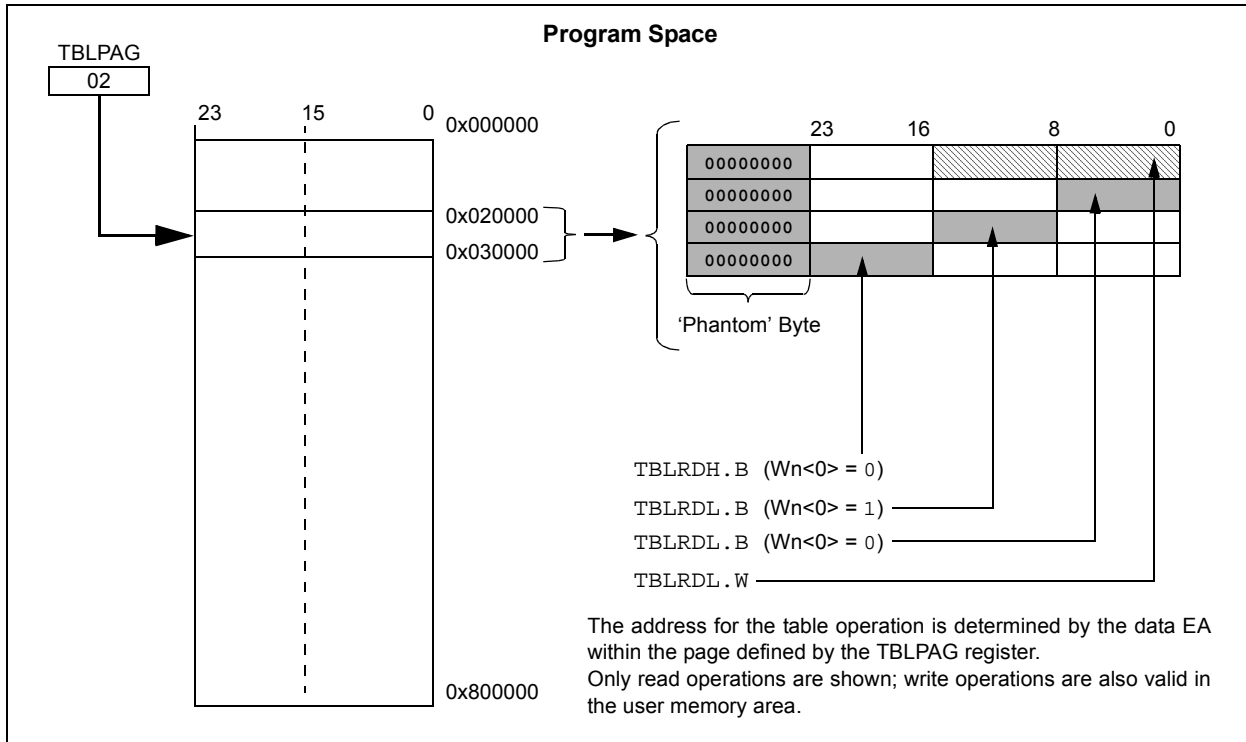 Program Space
TBLPAG
02
23 15 0
0x000000
0x020000
0x030000
0x800000
23 16 8 0
00000000
00000000
00000000
00000000
‘Phantom’ Byte
TBLRDH.B (Wn<0> = 0)
TBLRDL.B (Wn<0> = 1)
TBLRDL.B (Wn<0> = 0)
TBLRDL.W
The address for the table operation is determined by the data EA
within the page defined by the TBLPAG register.
Only read operations are shown; write operations are also valid in
the user memory area.